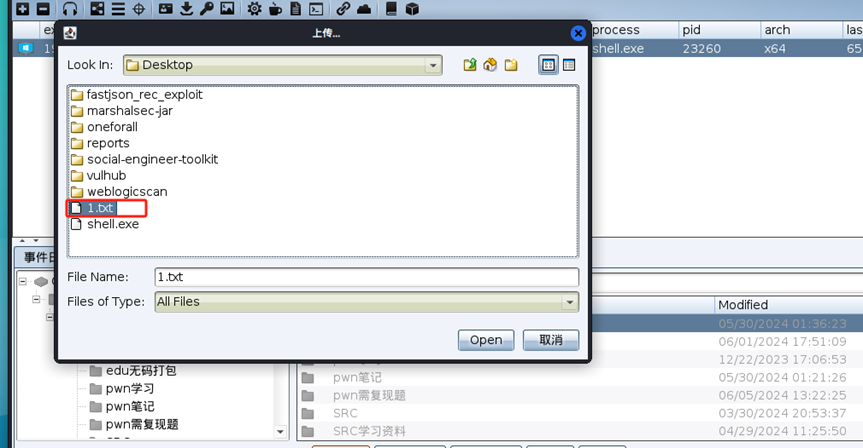 process pid arch las
shell.exe 23260 x64 65
上传...
Look In: Desktop
fastjson_rec_exploit
marshalsec-jar
oneforall
reports
social-engineer-toolkit
vulhub
weblogicscan
1.txt
shell.exe
File Name: 1.txt
Files of Type: All Files
Open 取消
事件日
Modified
05/30/2024 01:36:23
06/01/2024 17:51:09
12/22/2023 17:06:53
pwn笔记 05/30/2024 01:21:26
pwn需复现题 06/05/2024 13:22:25
SRC 03/30/2024 20:53:37
SRC学习资料 04/29/2024 11:25:50
edu无码打包
pwn学习
pwn笔记
pwn需复现题